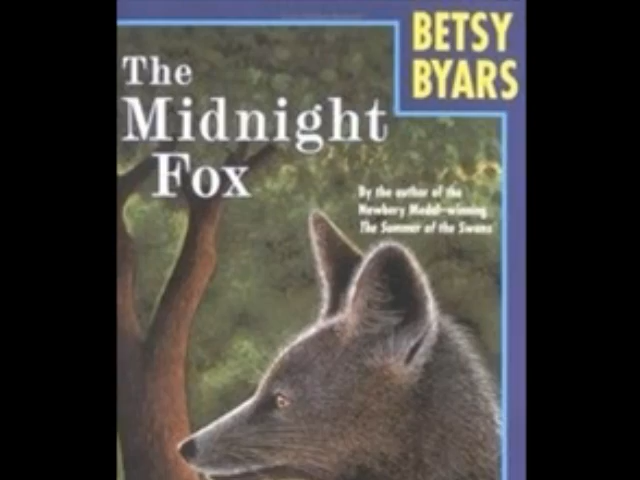 BETSY
BYARS
The
Midnight
Fox
By the author of the
Newbery Medal-winning
The Summer of the Swans